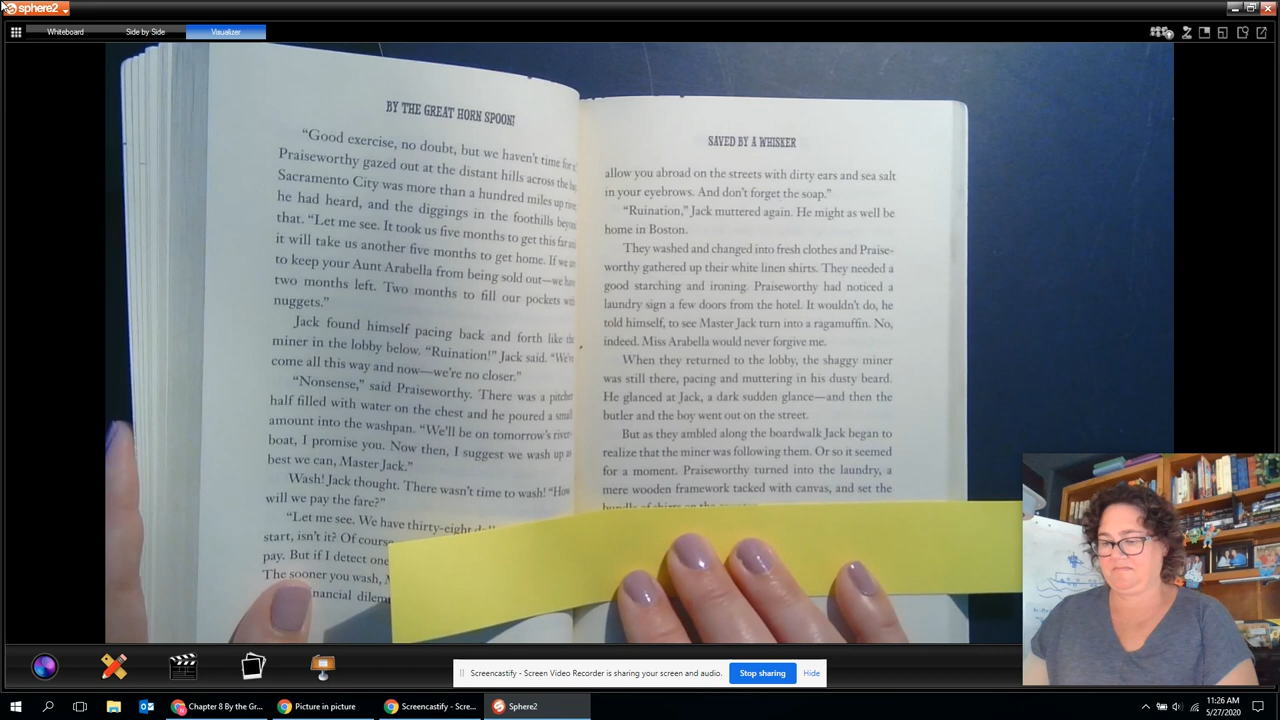 sphere2
Whiteboard
Side by Side
Visualizer
BY THE GREAT HORN SPOON!
"Good exercise, no doubt, but we haven't time for
Praiseworthy gazed out at the distant hills across the
Sacramento City was more than a hundred miles up
he had heard, and the diggings in the foothills
that. "Let me see. It took us five months to get this far and
it will take us another five months to get home. If we
to keep your Aunt Arabella from being sold out—we
two months left. Two months to fill our pockets with
nuggets."
Jack found himself pacing back and forth like the
miner in the lobby below. "Ruination!" Jack said. "We've
come all this way and now—we're no closer."
"Nonsense," said Praiseworthy. There was a pitcher
half filled with water on the chest and he poured a small
amount into the washpan. "We'll be on tomorrow's river-
boat, I promise you. Now then, I suggest we wash up as
best we can, Master Jack."
Wash! Jack thought. There wasn't time to wash! "How
will we pay the fare?"
"Let me see. We have thirty-eight
start, isn't it? Of course
pay. But if I detect one
The sooner you wash,
SAVED BY A WHISKER
allow you abroad on the streets with dirty ears and sea salt
in your eyebrows. And don't forget the soap."
"Ruination," Jack muttered again. He might as well be
home in Boston.
They washed and changed into fresh clothes and Praise-
worthy gathered up their white linen shirts. They needed a
good starching and ironing. Praiseworthy had noticed a
laundry sign a few doors from the hotel. It wouldn't do, he
told himself, to see Master Jack turn into a ragamuffin. No,
indeed. Miss Arabella would never forgive me.
When they returned to the lobby, the shaggy miner
was still there, pacing and muttering in his dusty beard.
He glanced at Jack, a dark sudden glance—and then the
butler and the boy went out on the street.
But as they ambled along the boardwalk Jack began to
realize that the miner was following them. Or so it seemed
for a moment. Praiseworthy turned into the laundry, a
mere wooden framework tacked with canvas, and set the
bundle of shirts on the
Screencastify - Screen Video Recorder is sharing your screen and audio.
Stop sharing
Hide
Chapter 8 By the Gr...
Picture in picture
Screencastify - Scre...
Sphere2
11:26 AM
5/27/2020